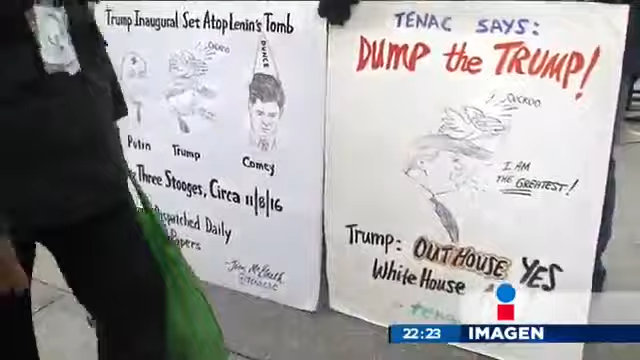 Trump Inaugural Set Atop Lenin's Tomb
CUCKOO
DUNCE
Putin
Trump
Comey
Three Stooges, Circa 11/8/16
Dispatched Daily
TENAC SAYS:
DUMP the TRUMP!
CUCKOO
I AM
THE GREATEST!
Trump: OUTHOUSE YES
White House
22:23 IMAGEN